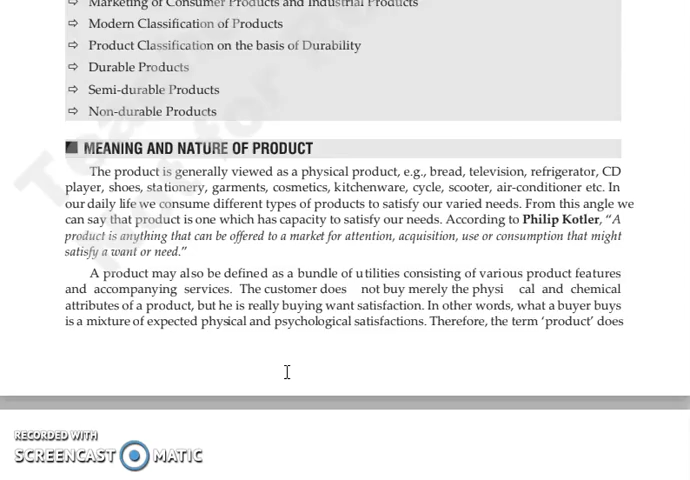 ⇨ Marketing of Consumer Products and Industrial Products
⇨ Modern Classification of Products
⇨ Product Classification on the basis of Durability
⇨ Durable Products
⇨ Semi-durable Products
⇨ Non-durable Products
MEANING AND NATURE OF PRODUCT
The product is generally viewed as a physical product, e.g., bread, television, refrigerator, CD
player, shoes, stationery, garments, cosmetics, kitchenware, cycle, scooter, air-conditioner etc. In
our daily life we consume different types of products to satisfy our varied needs. From this angle we
can say that product is one which has capacity to satisfy our needs. According to Philip Kotler, “A
product is anything that can be offered to a market for attention, acquisition, use or consumption that might
satisfy a want or need.”
A product may also be defined as a bundle of utilities consisting of various product features
and accompanying services. The customer does not buy merely the physi cal and chemical
attributes of a product, but he is really buying want satisfaction. In other words, what a buyer buys
is a mixture of expected physical and psychological satisfactions. Therefore, the term ‘product’ does
RECORDED WITH
SCREENCAST MATIC